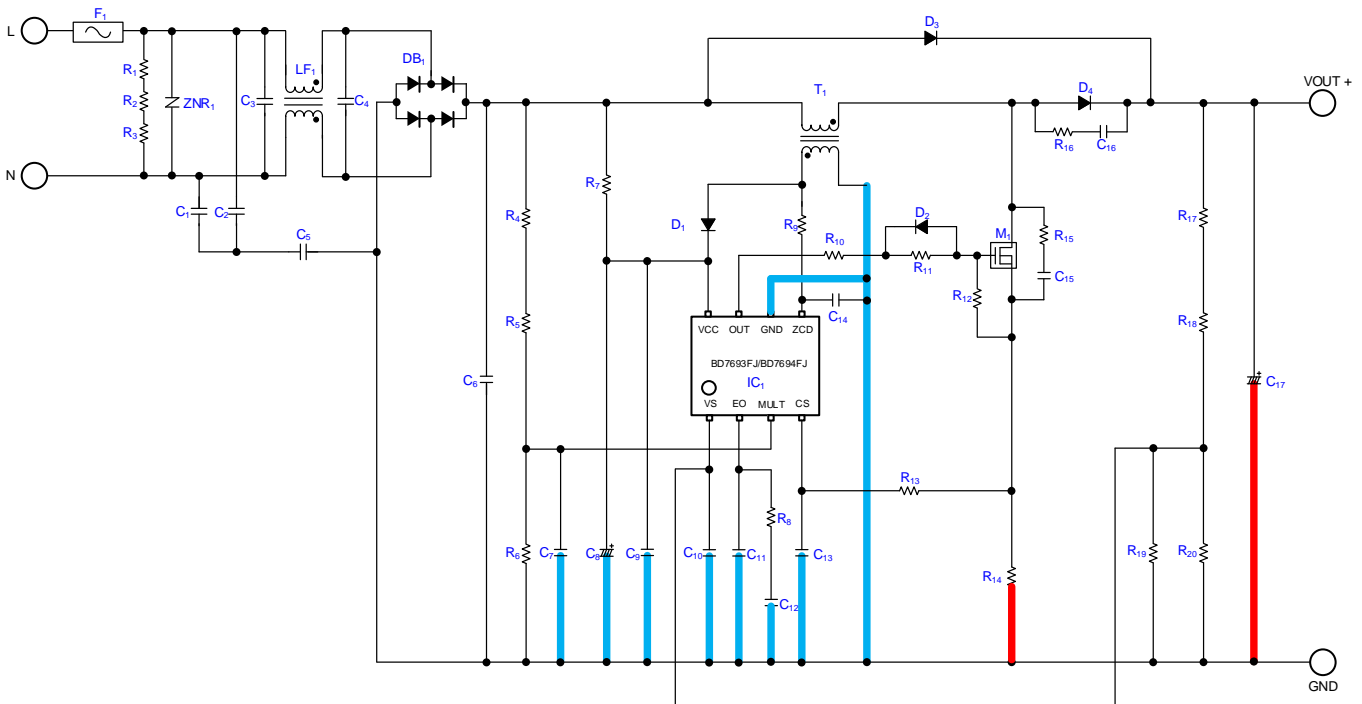 F1
L
R1
R2
R3
ZNR1
C3
LF1
C4
DB1
N
C1
C2
C5
D3
T1
D4
VOUT +
R16
C16
R7
R4
D1
R9
D2
R10
R11
M1
R15
C15
R12
R17
C14
R5
R18
VCC
OUT
GND
ZCD
BD7693FJ/BD7694FJ
IC1
VS
EO
MULT
CS
C6
C17
R13
R8
R6
C7
C8
+
C9
C10
C11
C12
C13
R14
R19
R20
+
GND